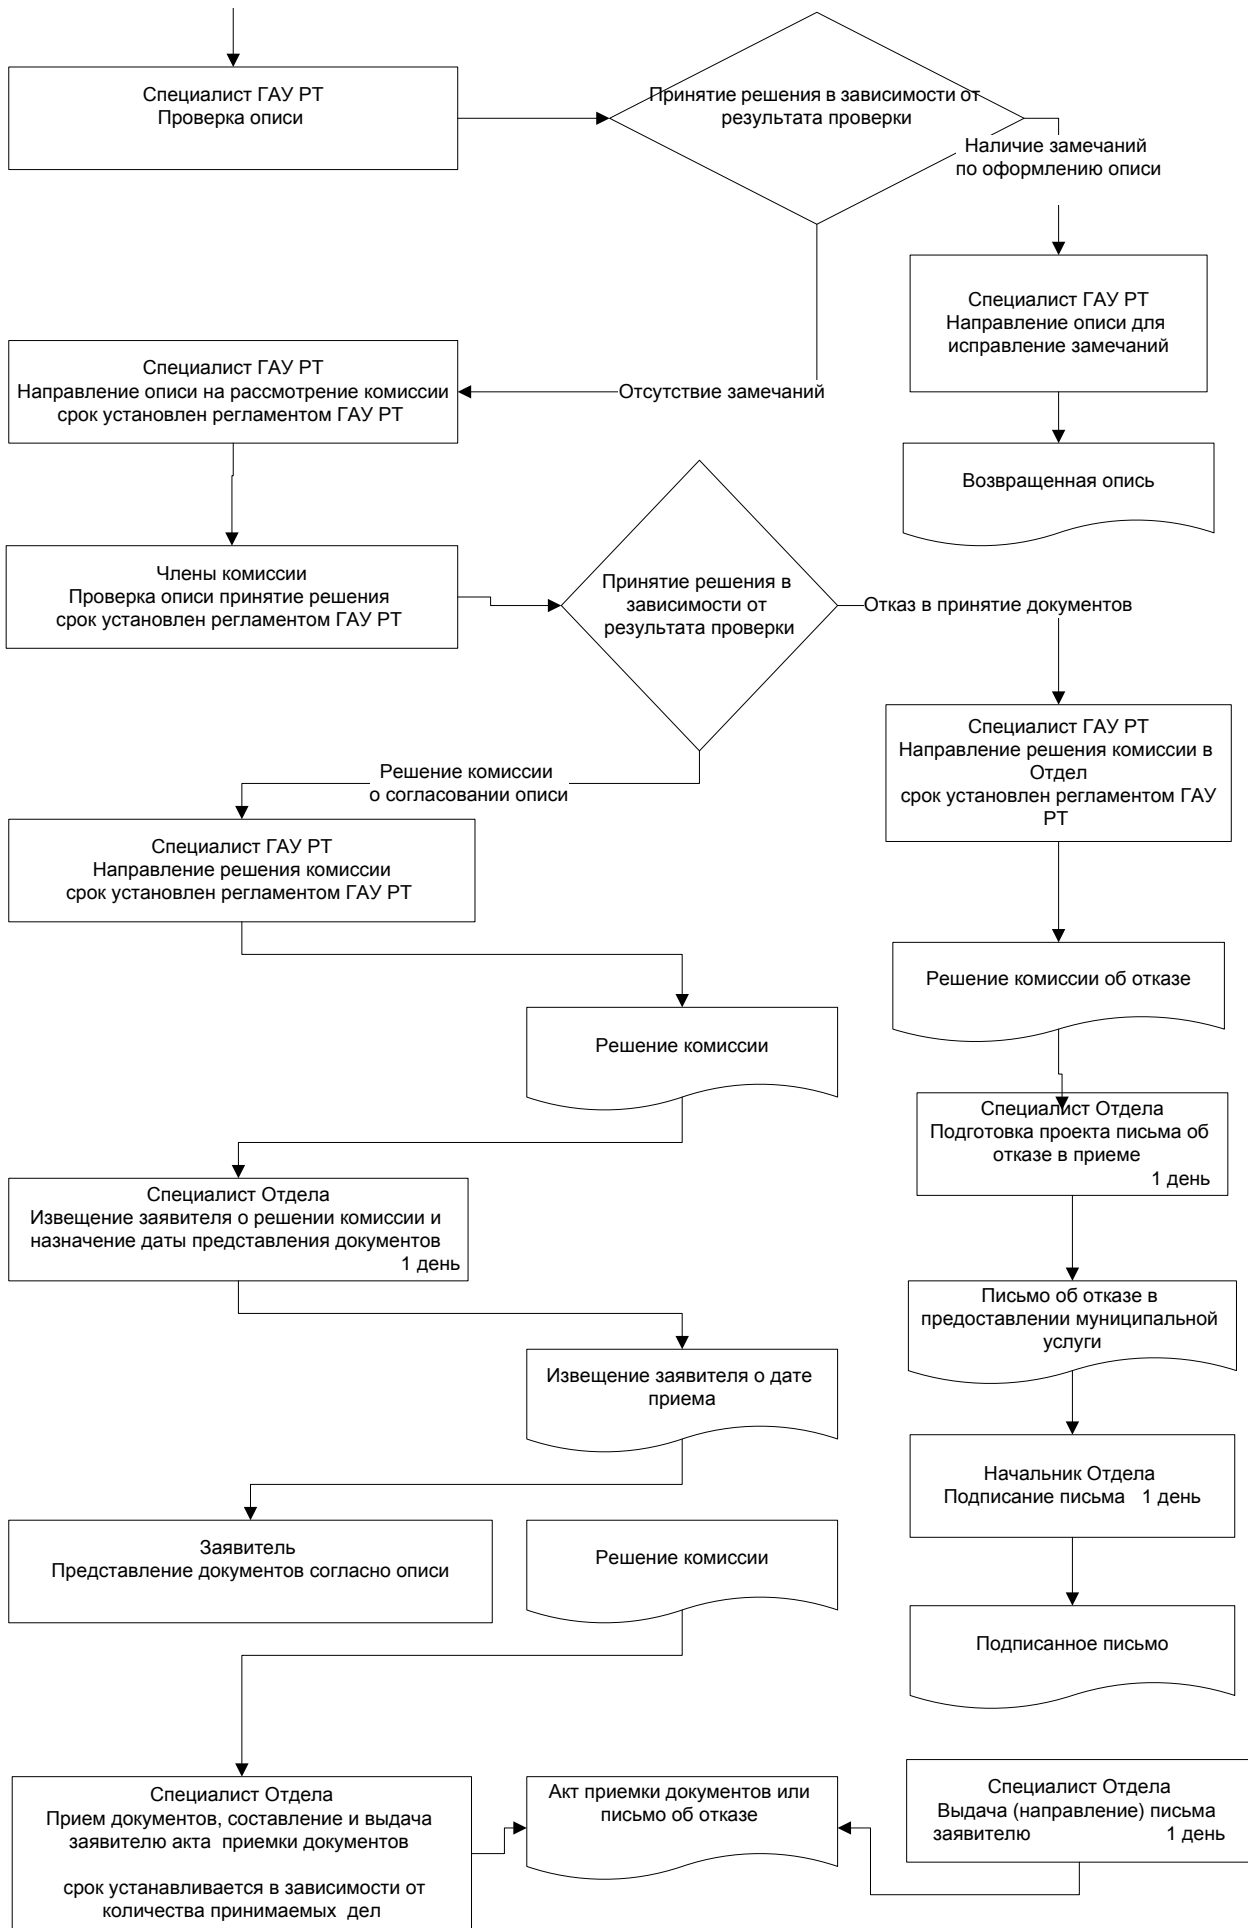 Специалист ГАУ РТ
Проверка описи
Принятие решения в зависимости от
результата проверки
Наличие замечаний
по оформлению описи
Специалист ГАУ РТ
Направление описи для
исправление замечаний
Специалист ГАУ РТ
Направление описи на рассмотрение комиссии
срок установлен регламентом ГАУ РТ
Отсутствие замечаний
Возвращенная опись
Члены комиссии
Проверка описи принятие решения
срок установлен регламентом ГАУ РТ
Принятие решения в
зависимости от
результата проверки
Отказ в принятие документов
Специалист ГАУ РТ
Направление решения комиссии в
Отдел
срок установлен регламентом ГАУ
РТ
Решение комиссии
о согласовании описи
Специалист ГАУ РТ
Направление решения комиссии
срок установлен регламентом ГАУ РТ
Решение комиссии об отказе
Решение комиссии
Специалист Отдела
Подготовка проекта письма об
отказе в приеме
1 день
Специалист Отдела
Извещение заявителя о решении комиссии и
назначение даты представления документов
1 день
Письмо об отказе в
предоставлении муниципальной
услуги
Извещение заявителя о дате
приема
Начальник Отдела
Подписание письма 1 день
Заявитель
Представление документов согласно описи
Решение комиссии
Подписанное письмо
Специалист Отдела
Прием документов, составление и выдача
заявителю акта приемки документов
срок устанавливается в зависимости от
количества принимаемых дел
Акт приемки документов или
письмо об отказе
Специалист Отдела
Выдача (направление) письма
заявителю 1 день